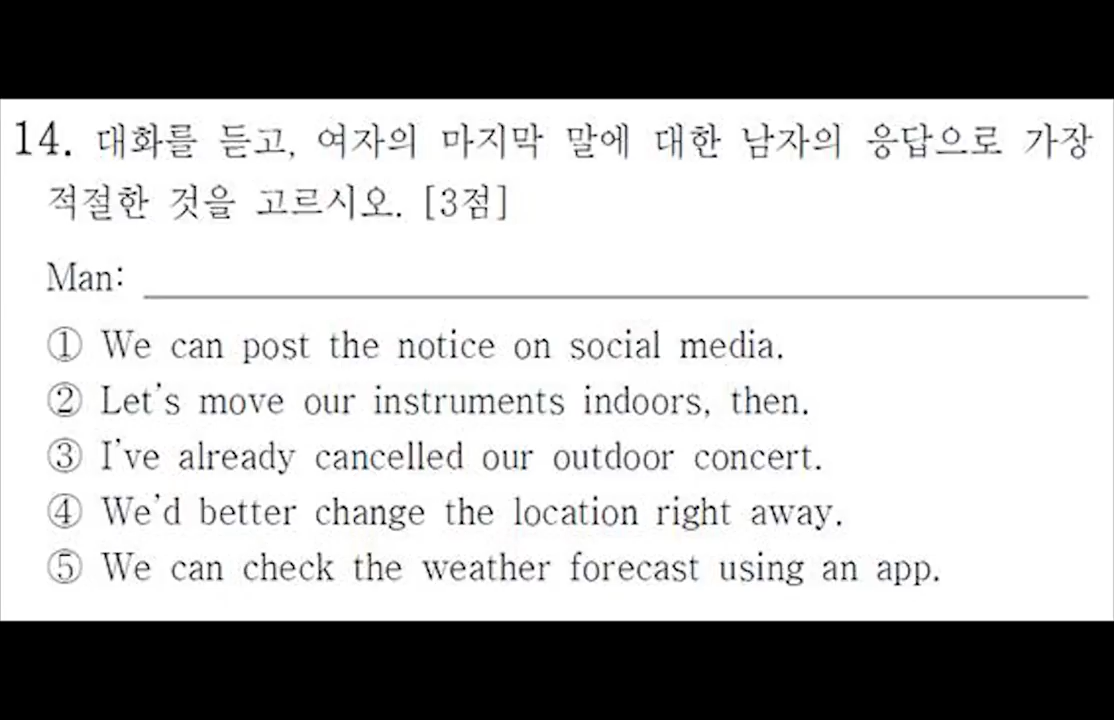 14. 대화를 듣고, 여자의 마지막 말에 대한 남자의 응답으로 가장
적절한 것을 고르시오. [3점]
Man:
① We can post the notice on social media.
② Let's move our instruments indoors, then.
③ I've already cancelled our outdoor concert.
④ We'd better change the location right away.
⑤ We can check the weather forecast using an app.